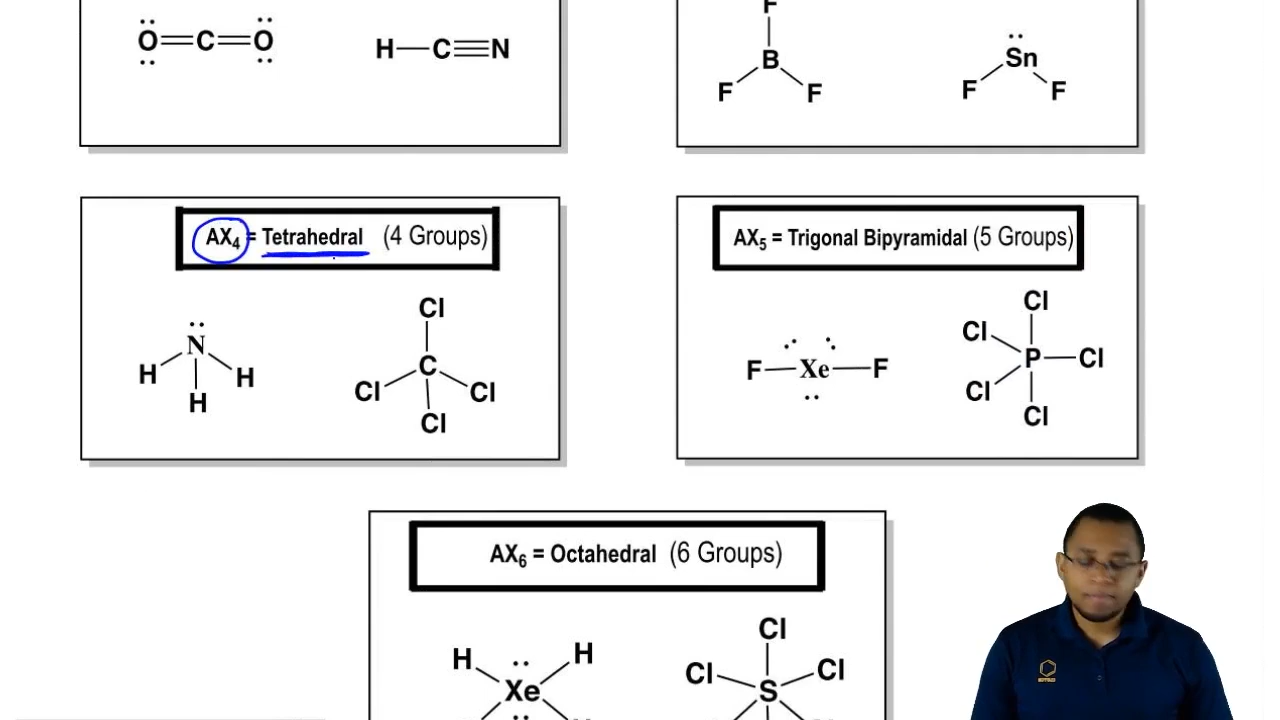 O=C=O
H—C≡N
F
B
F F
Sn
F F
AX₄ = Tetrahedral (4 Groups)
N
H H
H
Cl
C
Cl Cl
Cl
AX₅ = Trigonal Bipyramidal (5 Groups)
F—Xe—F
Cl
Cl
P—Cl
Cl
Cl
AX₆ = Octahedral (6 Groups)
H H
Xe
Cl
Cl Cl
S